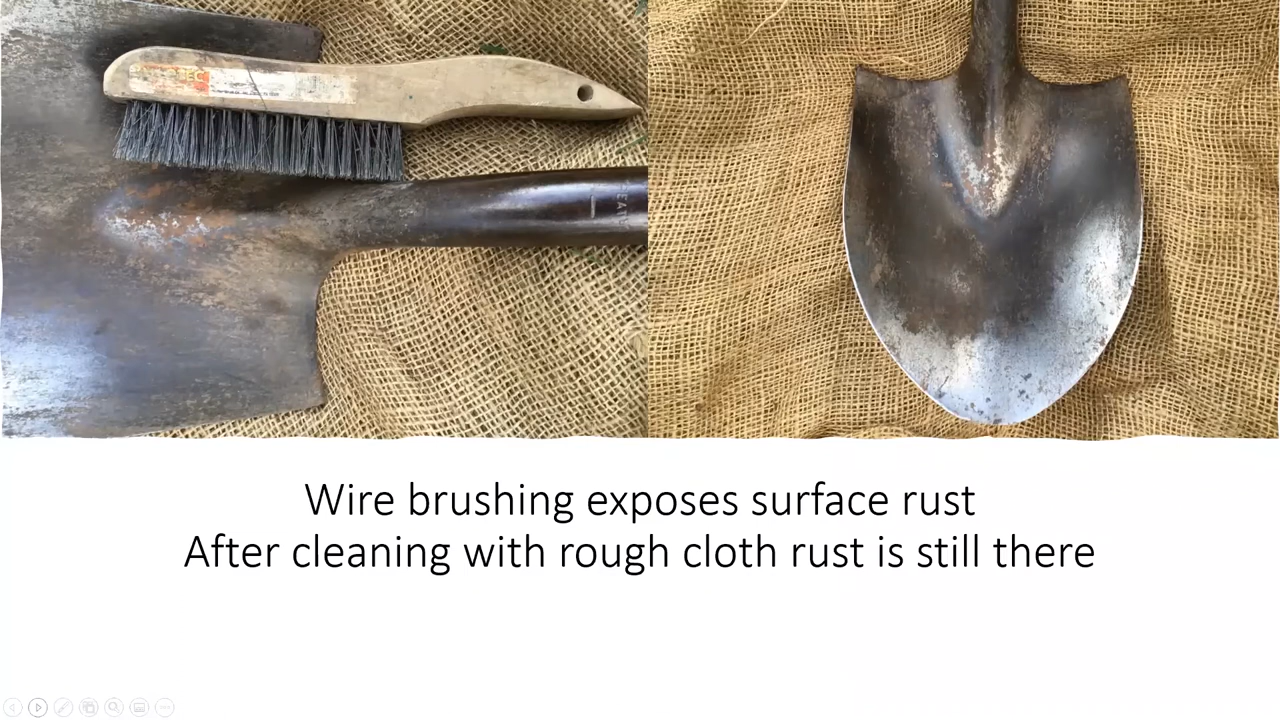 Wire brushing exposes surface rust
After cleaning with rough cloth rust is still there